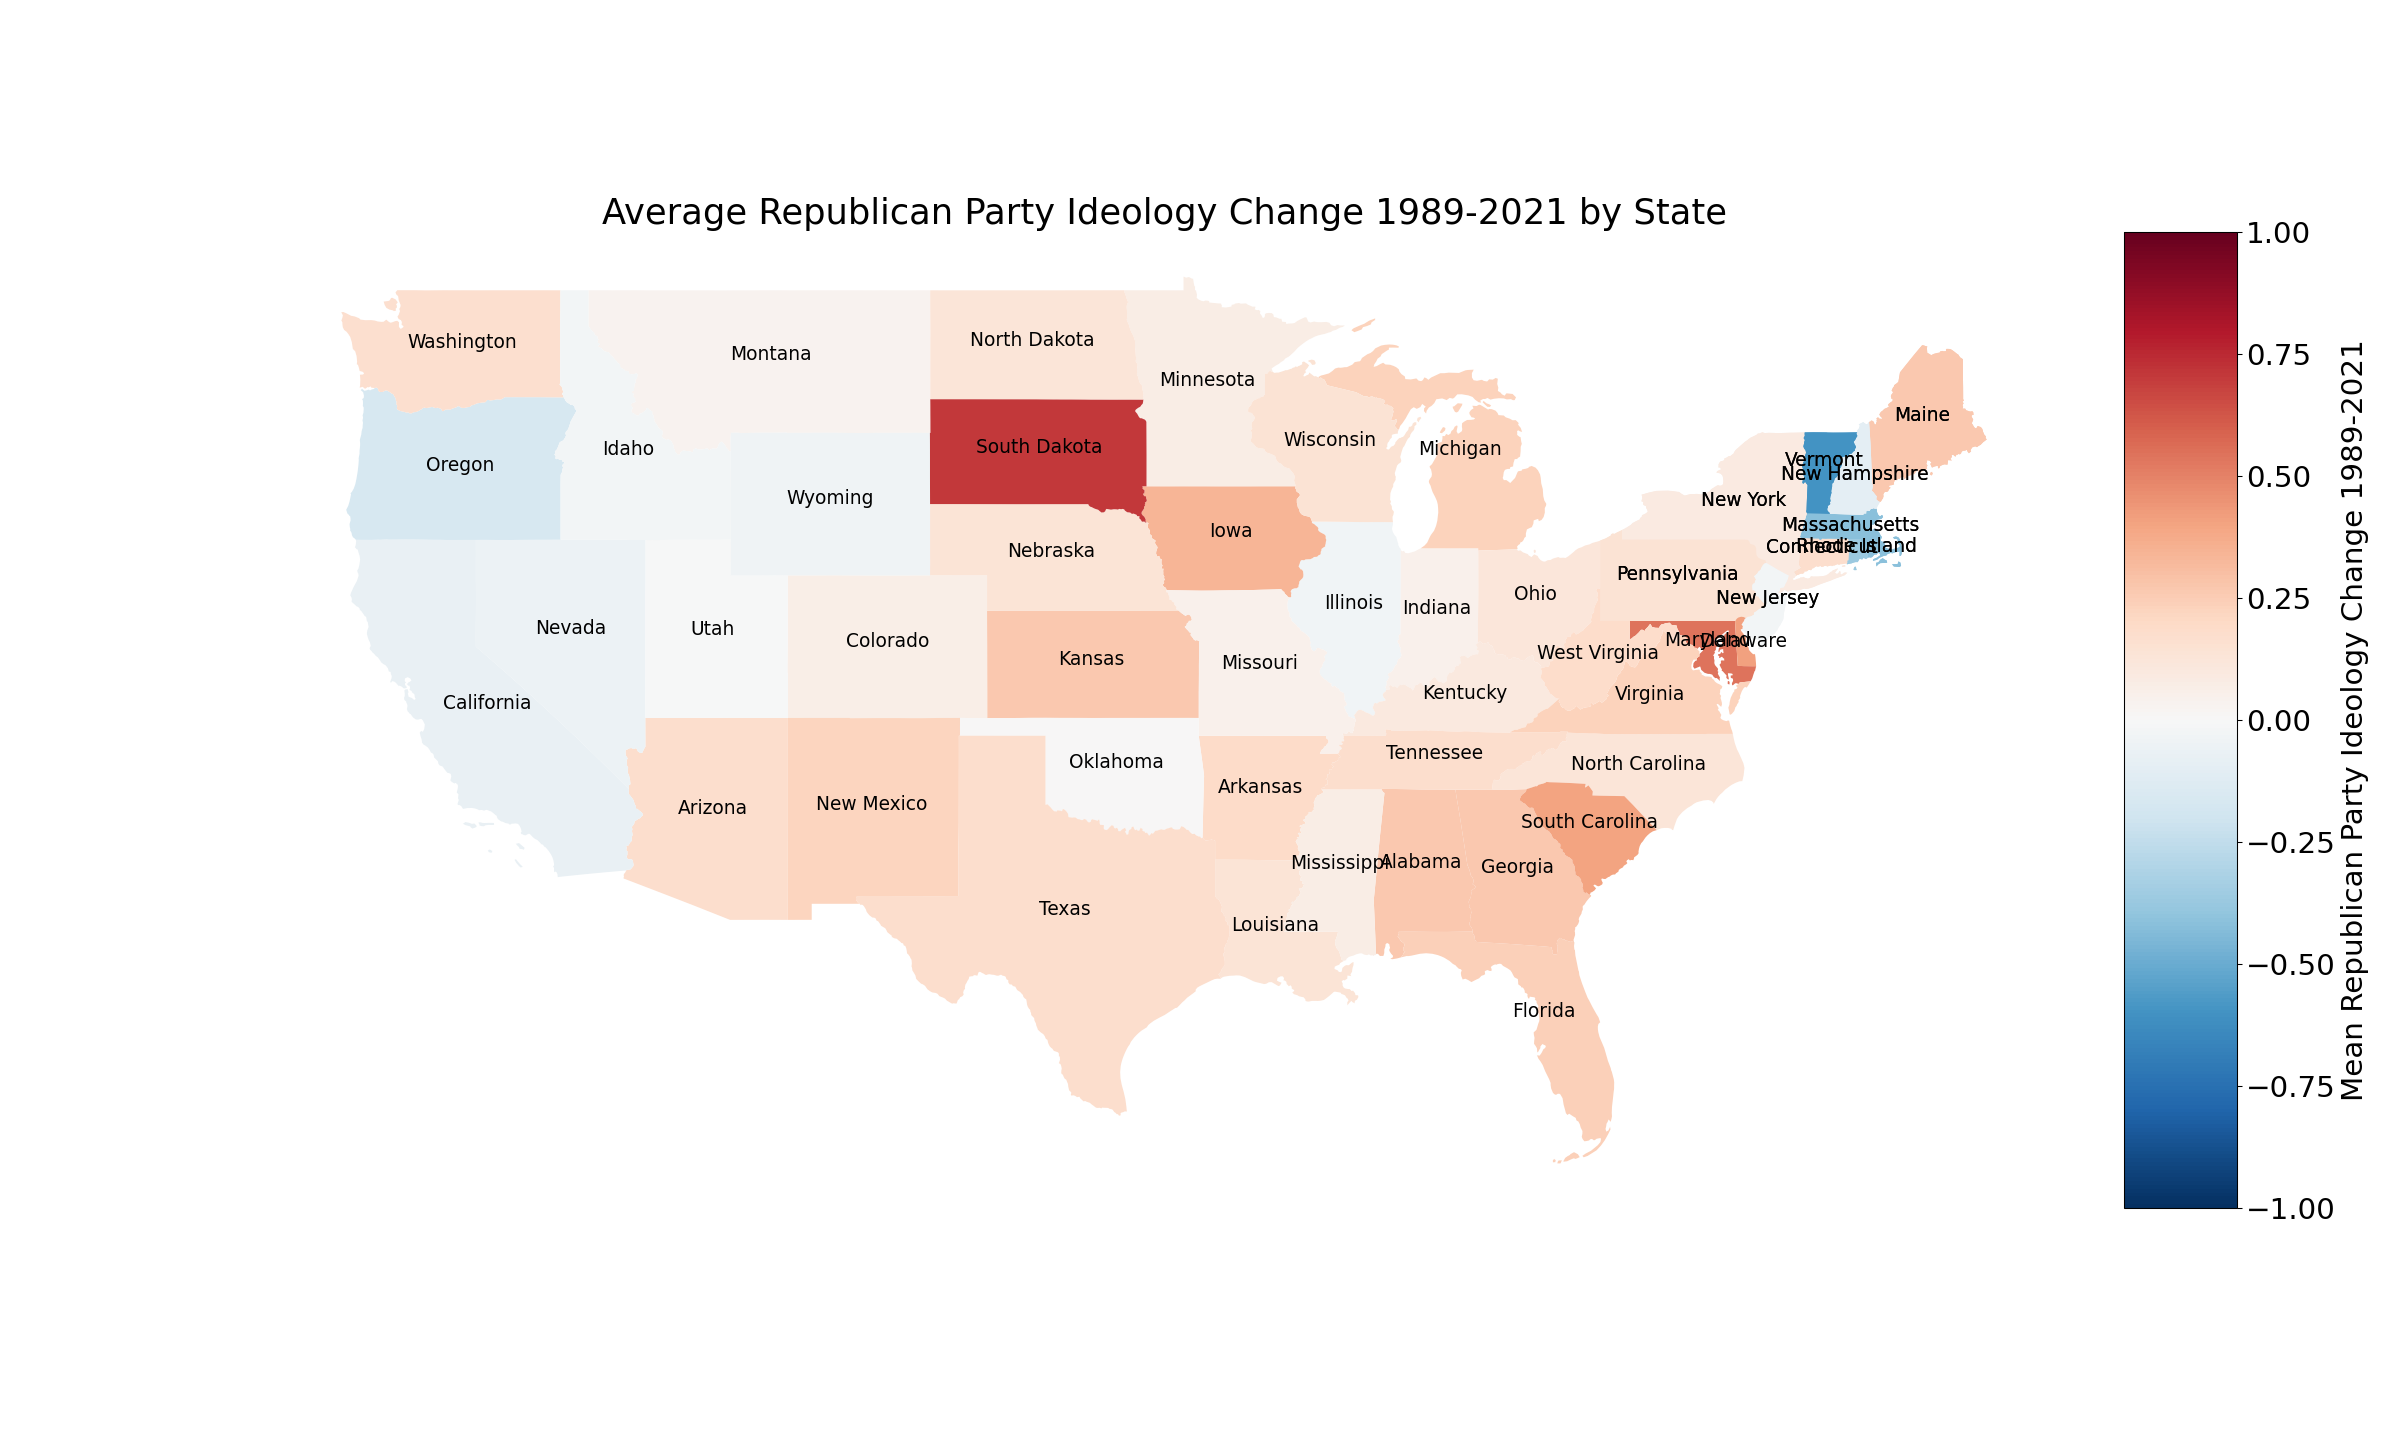 Average Republican Party Ideology Change 1989-2021 by State
Washington
Montana
North Dakota
Minnesota
Maine
Oregon
Idaho
South Dakota
Wisconsin
Michigan
Vermont
New Hampshire
Wyoming
New York
Iowa
Massachusetts
Nebraska
Connecticut
Rhode Island
Pennsylvania
Illinois
Indiana
Ohio
New Jersey
Nevada
Utah
Colorado
Kansas
Missouri
West Virginia
Maryland
Delaware
California
Kentucky
Virginia
Oklahoma
Tennessee
North Carolina
Arizona
New Mexico
Arkansas
South Carolina
Mississippi
Alabama
Georgia
Texas
Louisiana
Florida
1.00
0.75
0.50
0.25
0.00
−0.25
−0.50
−0.75
−1.00
Mean Republican Party Ideology Change 1989-2021